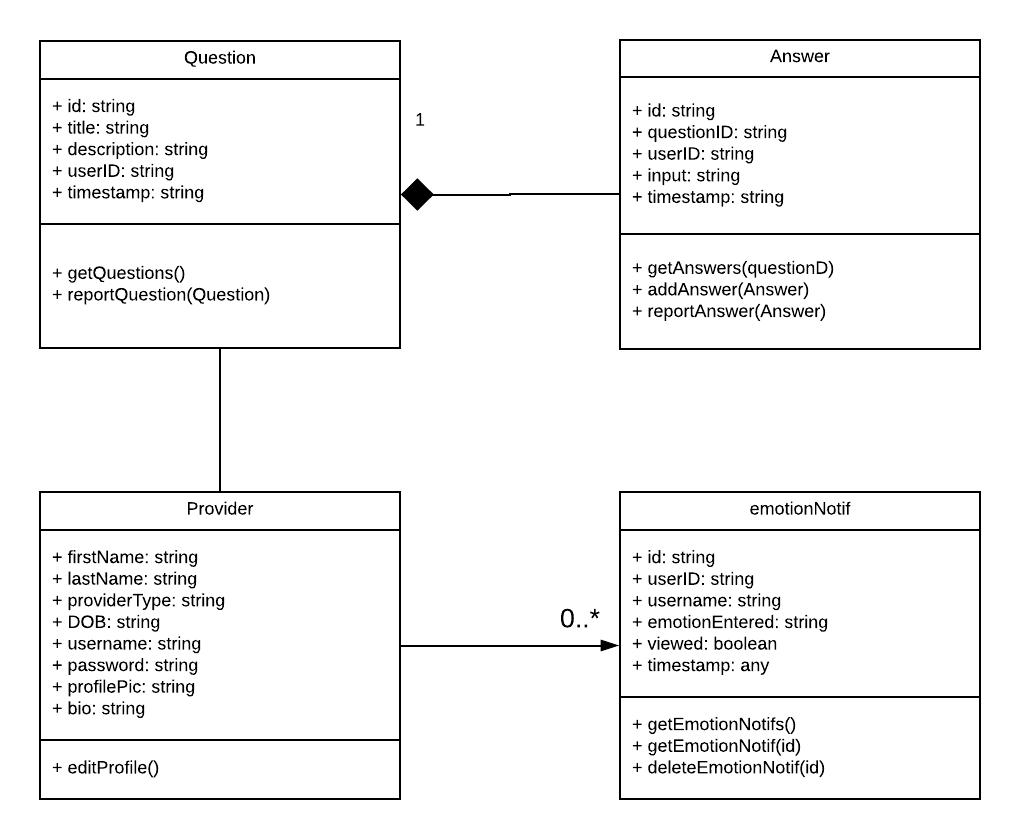 Question
+ id: string
+ title: string
+ description: string
+ userID: string
+ timestamp: string
+ getQuestions()
+ reportQuestion(Question)
1
Answer
+ id: string
+ questionID: string
+ userID: string
+ input: string
+ timestamp: string
+ getAnswers(questionD)
+ addAnswer(Answer)
+ reportAnswer(Answer)
Provider
+ firstName: string
+ lastName: string
+ providerType: string
+ DOB: string
+ username: string
+ password: string
+ profilePic: string
+ bio: string
+ editProfile()
0..*
emotionNotif
+ id: string
+ userID: string
+ username: string
+ emotionEntered: string
+ viewed: boolean
+ timestamp: any
+ getEmotionNotifs()
+ getEmotionNotif(id)
+ deleteEmotionNotif(id)